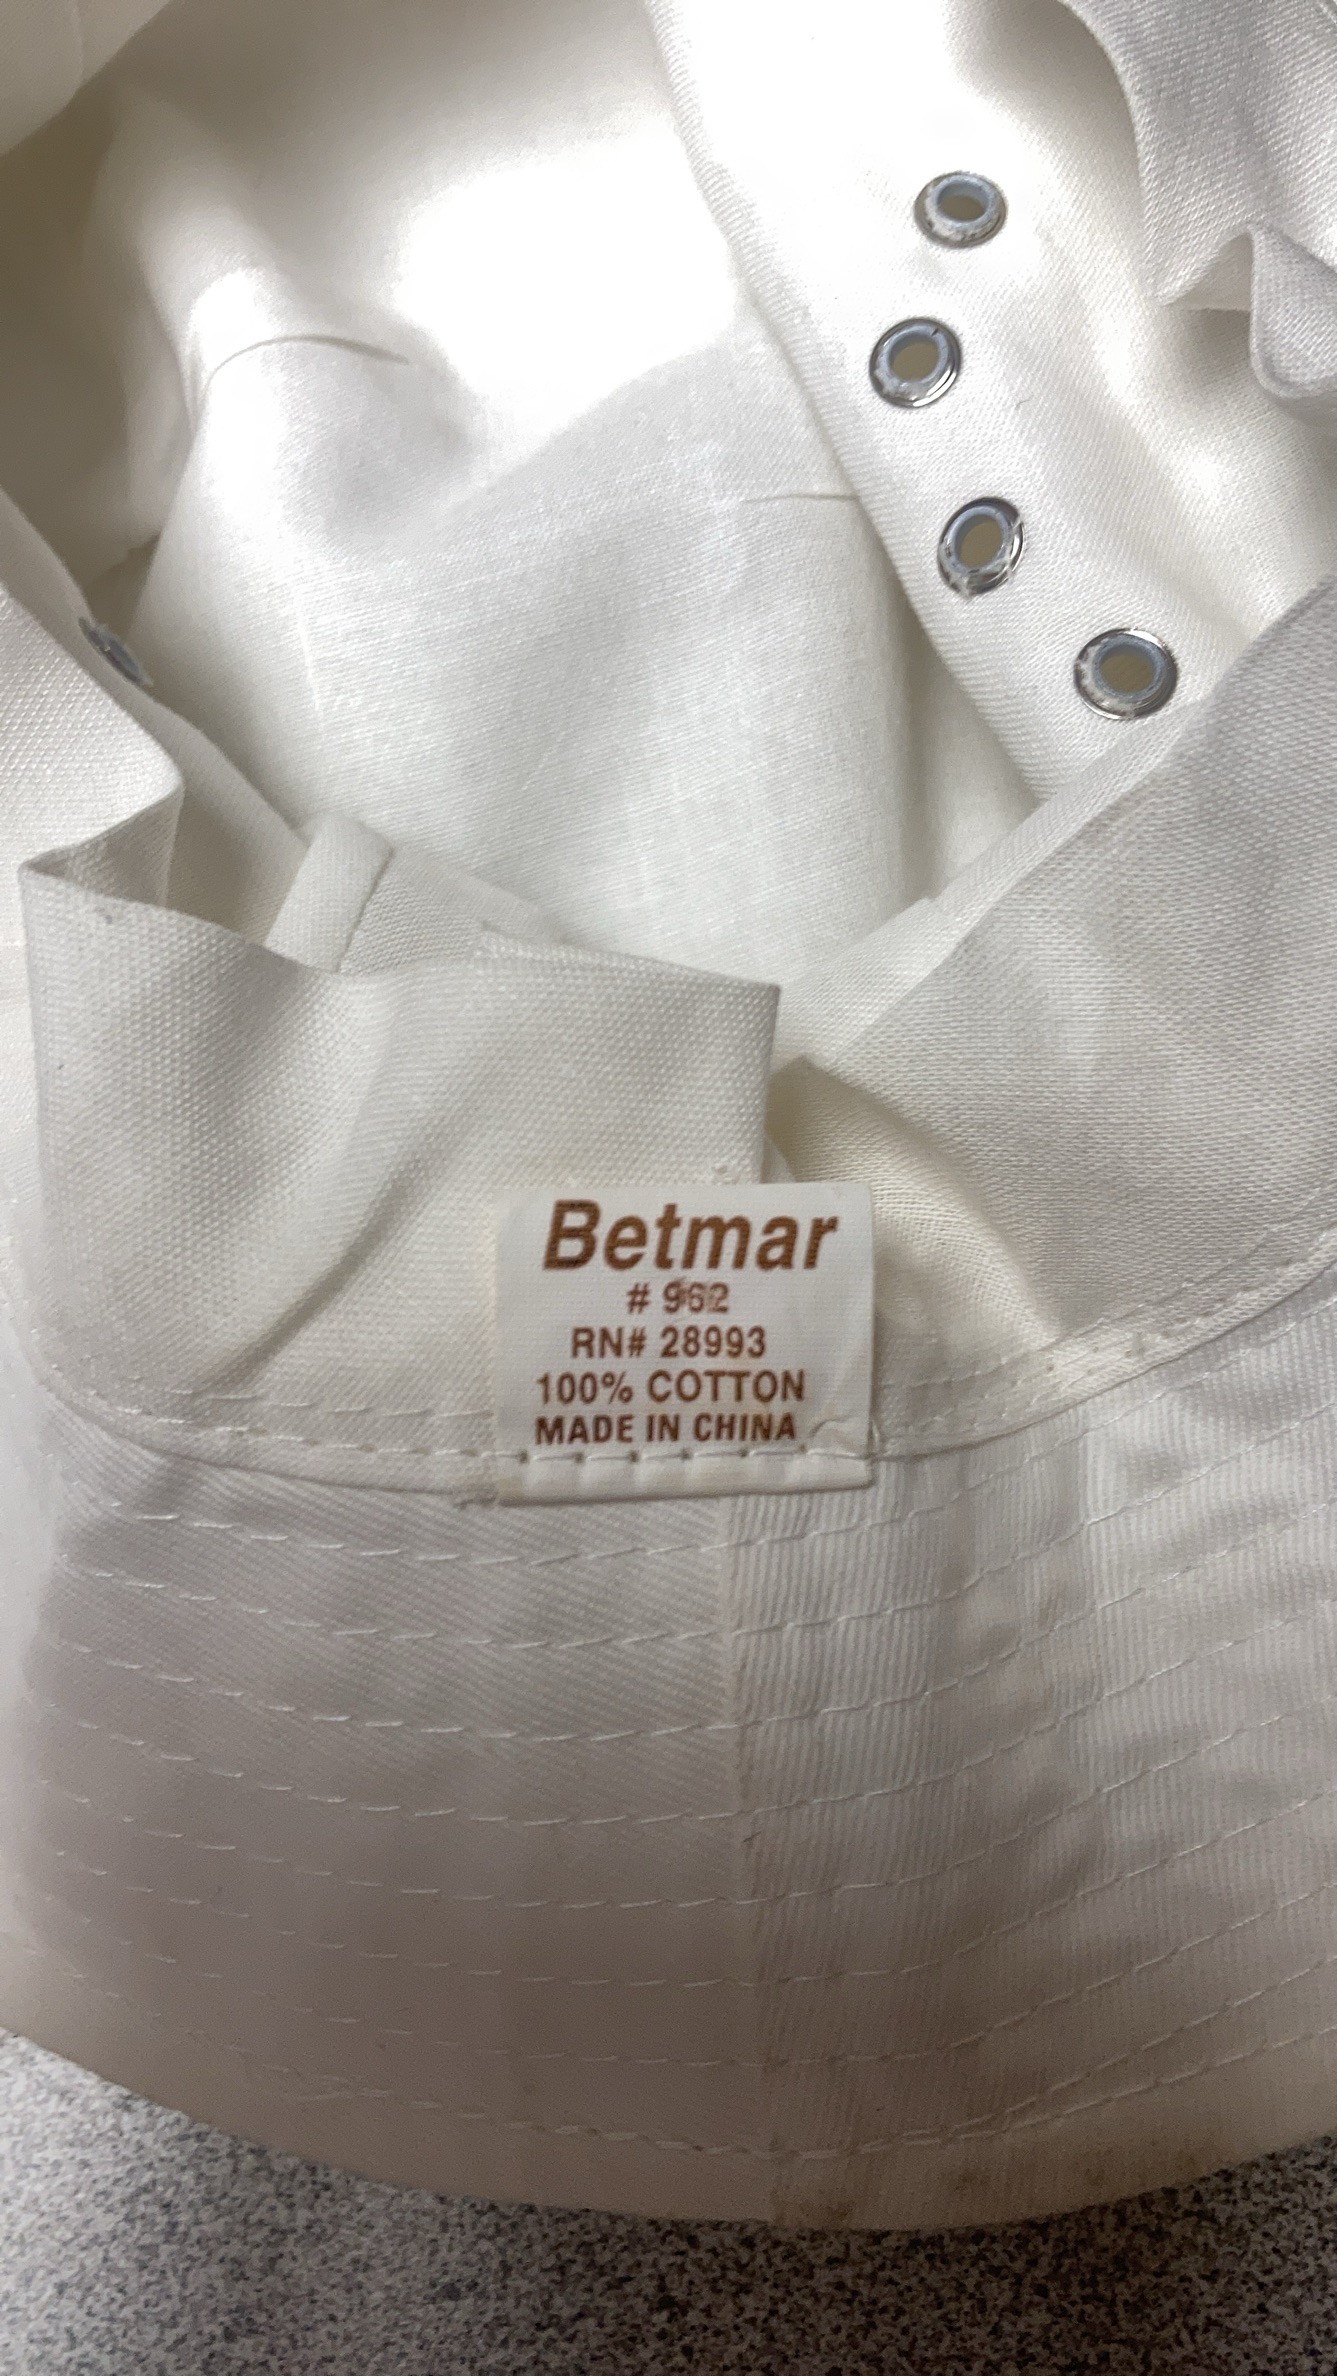 Betmar
# 962
RN# 28993
100% COTTON
MADE IN CHINA